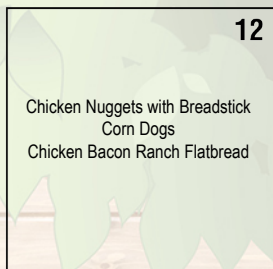 12
Chicken Nuggets with Breadstick
Corn Dogs
Chicken Bacon Ranch Flatbread